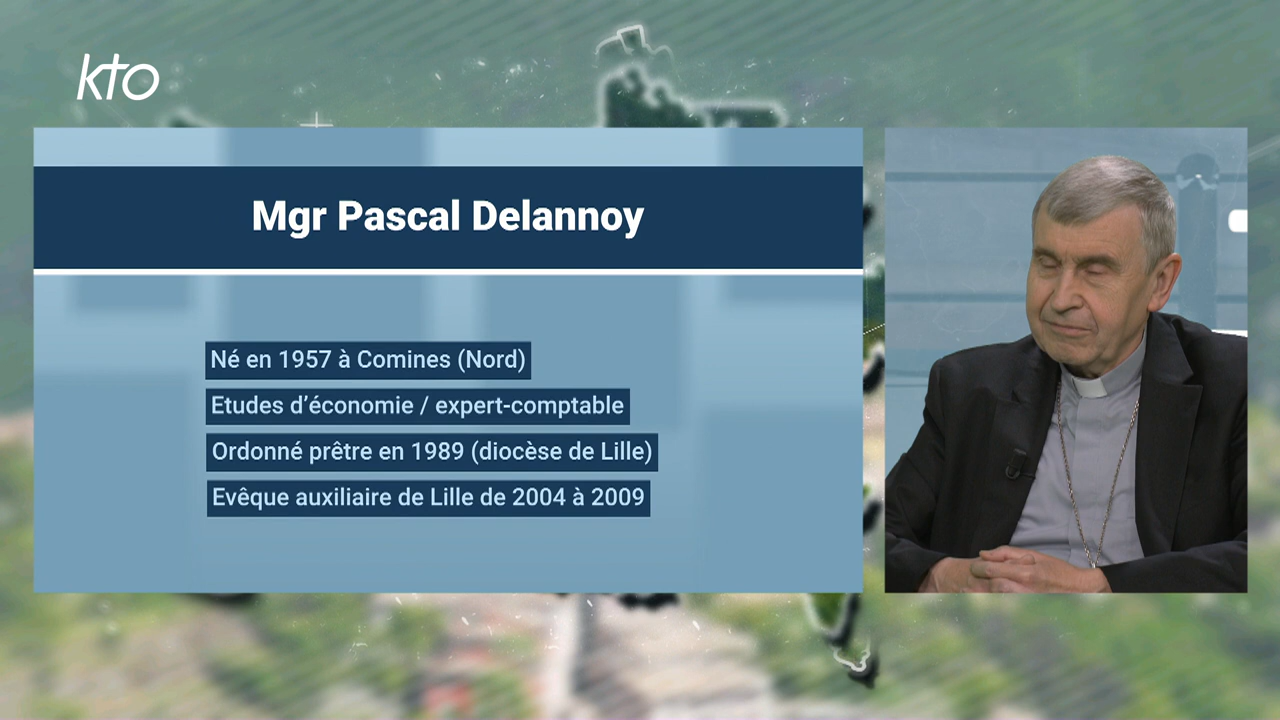 kto
Mgr Pascal Delannoy
Né en 1957 à Comines (Nord)
Etudes d’économie / expert-comptable
Ordonné prêtre en 1989 (diocèse de Lille)
Evêque auxiliaire de Lille de 2004 à 2009